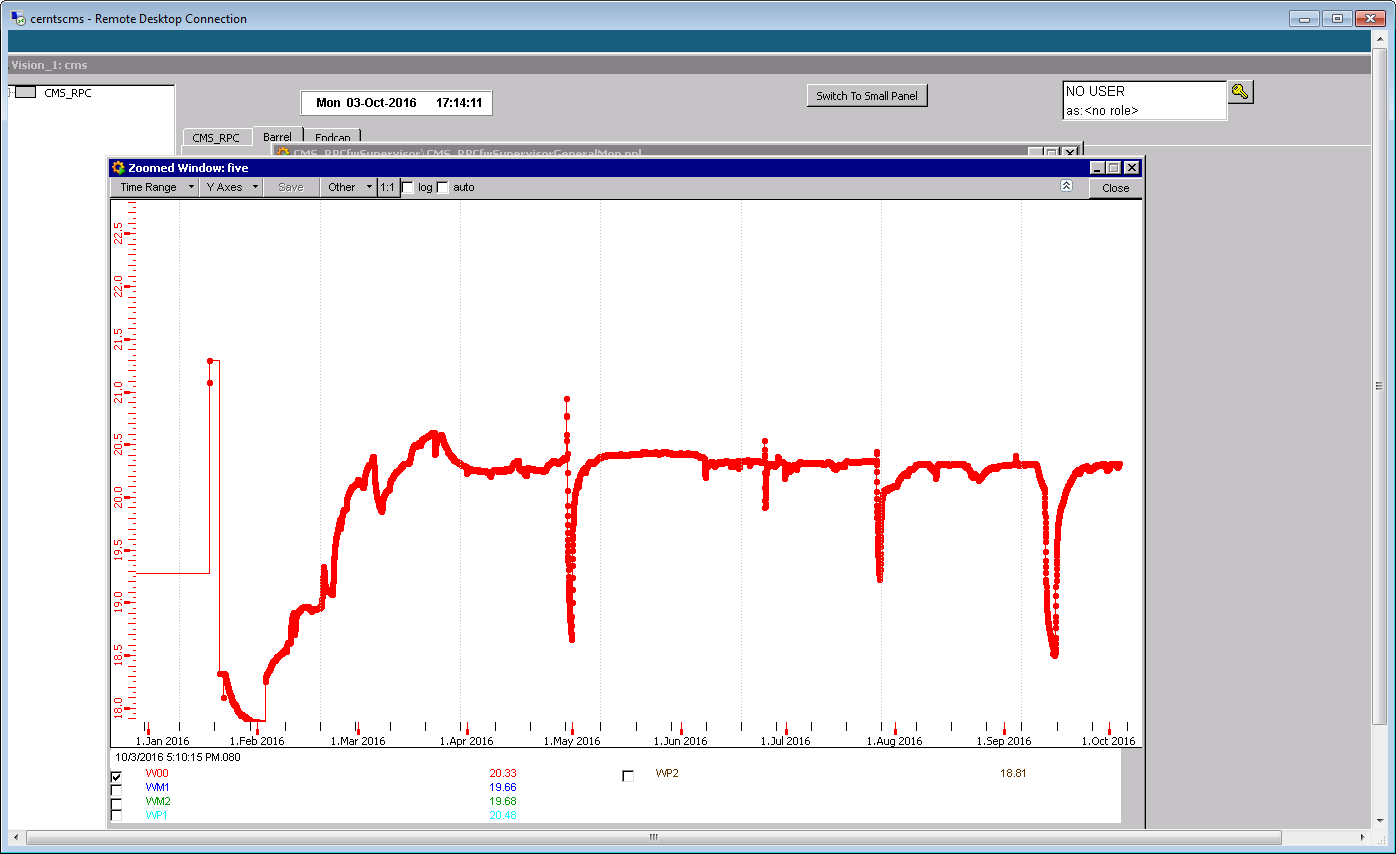 cerntscms - Remote Desktop Connection
Vision_1: cms
CMS_RPC
Mon 03-Oct-2016 17:14:11
Switch To Small Panel
NO USER
as: <no role>
CMS_RPC Barrel Endcap
CMS_RPCfwSupervisor\CMS_RPCfwSupervisorGeneralMon.pnl
Zoomed Window: five
Time Range Y Axes Save Other 1:1 log auto Close
22.5
22.0
21.5
21.0
20.5
20.0
19.5
19.0
18.5
18.0
1.Jan 2016 1.Feb 2016 1.Mar 2016 1.Apr 2016 1.May 2016 1.Jun 2016 1.Jul 2016 1.Aug 2016 1.Sep 2016 1.Oct 2016
10/3/2016 5:10:15 PM.080
W00 20.33 WP2 18.81
WM1 19.66
WM2 19.68
WP1 20.48